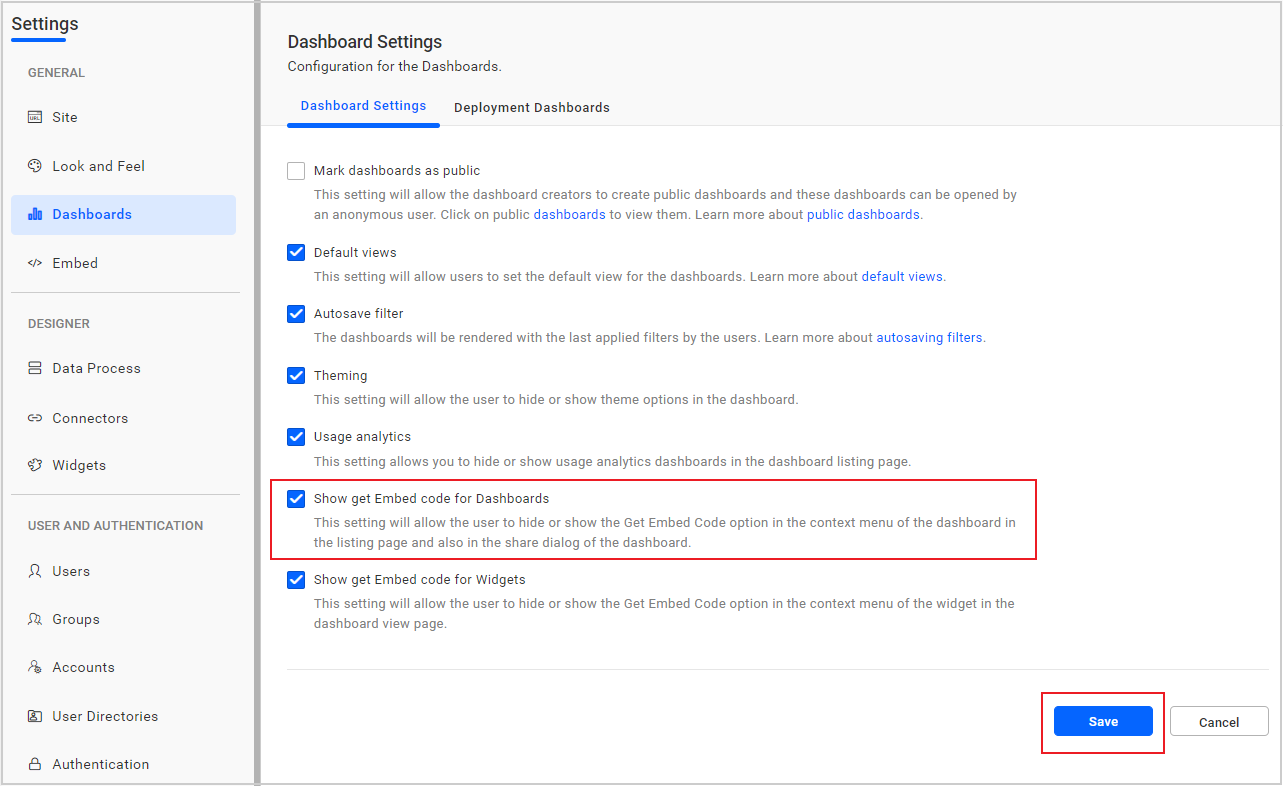 Settings
GENERAL
URL
Site
Look and Feel
Dashboards
</> Embed
DESIGNER
Data Process
Connectors
Widgets
USER AND AUTHENTICATION
Users
Groups
Accounts
User Directories
Authentication
Dashboard Settings
Configuration for the Dashboards.
Dashboard Settings
Deployment Dashboards
Mark dashboards as public
This setting will allow the dashboard creators to create public dashboards and these dashboards can be opened by
an anonymous user. Click on public dashboards to view them. Learn more about public dashboards.
Default views
This setting will allow users to set the default view for the dashboards. Learn more about default views.
Autosave filter
The dashboards will be rendered with the last applied filters by the users. Learn more about autosaving filters.
Theming
This setting will allow the user to hide or show theme options in the dashboard.
Usage analytics
This setting allows you to hide or show usage analytics dashboards in the dashboard listing page.
Show get Embed code for Dashboards
This setting will allow the user to hide or show the Get Embed Code option in the context menu of the dashboard in
the listing page and also in the share dialog of the dashboard.
Show get Embed code for Widgets
This setting will allow the user to hide or show the Get Embed Code option in the context menu of the widget in the
dashboard view page.
Save
Cancel